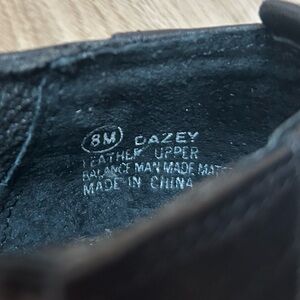 8M DAZEY
LEATHER UPPER
BALANCE MAN MADE MATE
MADE IN CHINA